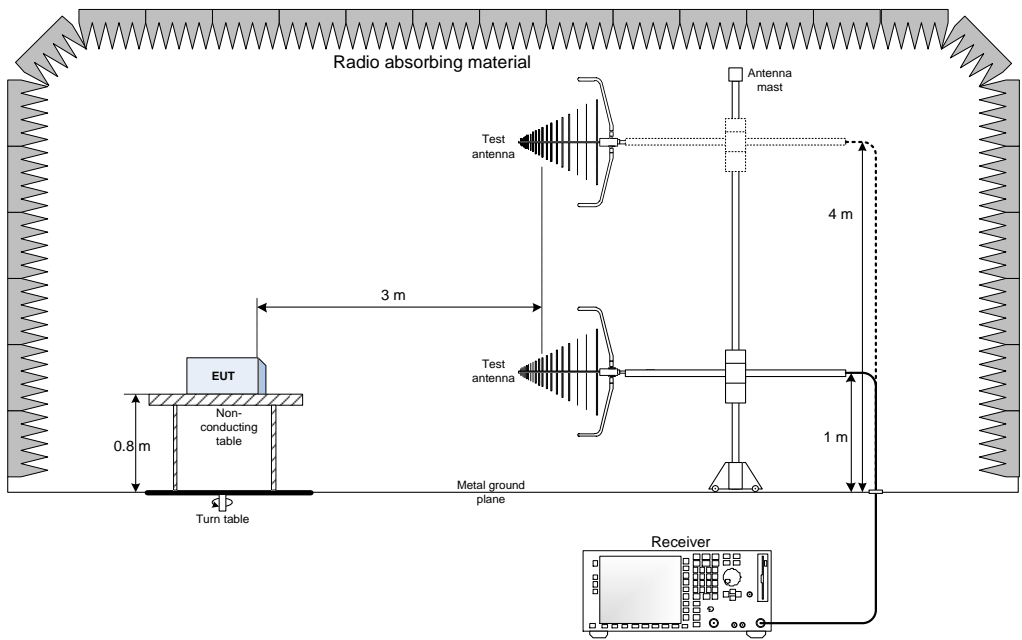 Radio absorbing material
Antenna
mast
Test
antenna
4 m
3 m
Test
antenna
EUT
Non-
conducting
table
0.8 m
1 m
Metal ground
plane
Turn table
Receiver